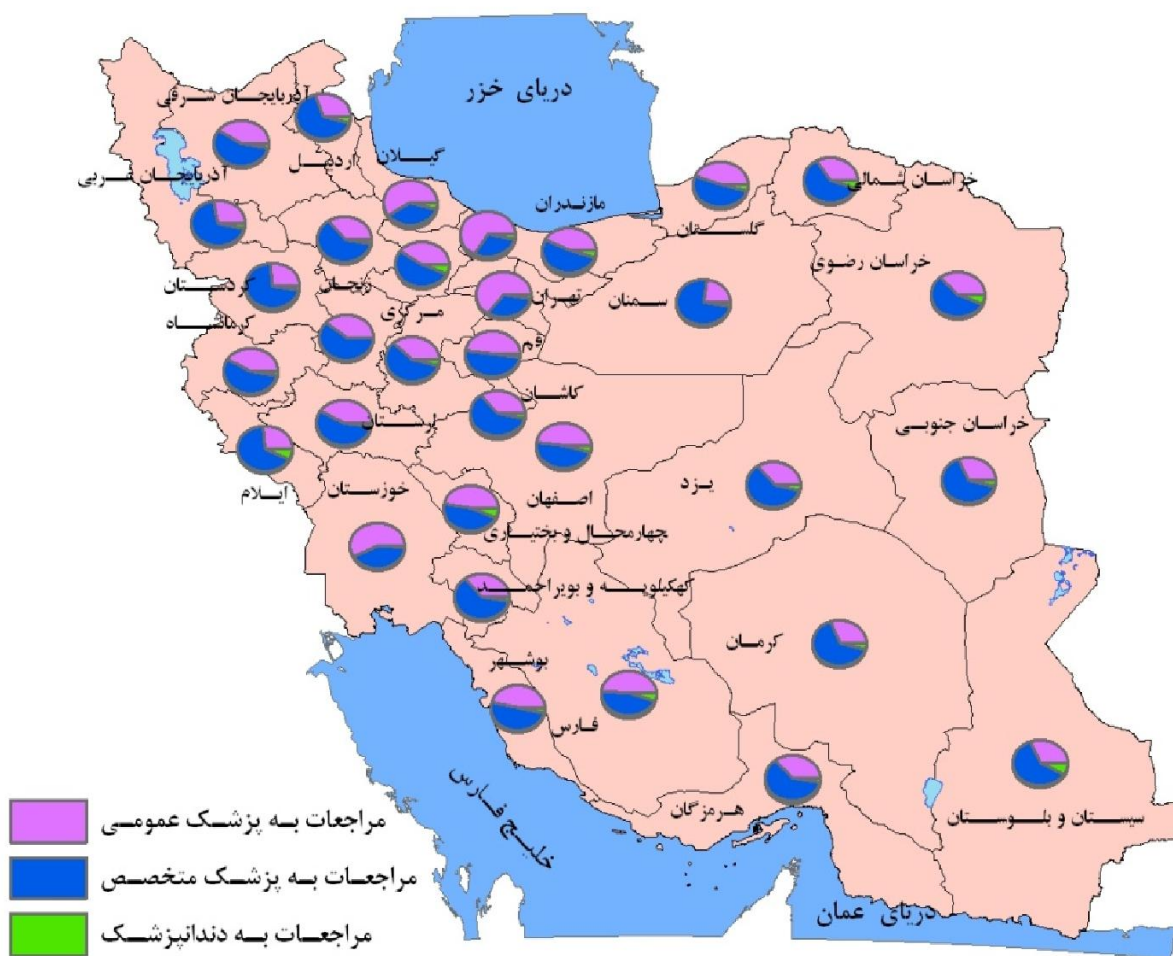 دریای خزر
آذربایجان شرقی
اردبیل
گیلان
آذربایجان غربی
مازندران
گلستان
خراسان شمالی
خراسان رضوی
کردستان
زنجان
تهران
سمنان
کرماشاه
مرکزی
قم
کاشان
لرستان
خراسان جنوبی
ایلام
خوزستان
اصفهان
یزد
چهارمحال و بختیاری
کهکیلویه و بویراحمد
کرمان
بوشهر
فارس
خلیج فارس
هرمزگان
سیستان و بلوستان
دریای عمان
مراجعات به پزشک عمومی
مراجعات به پزشک متخصص
مراجعات به دندانپزشک